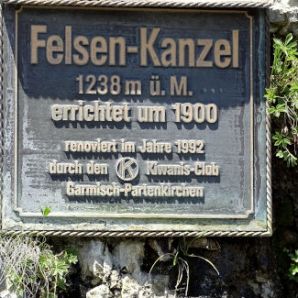 Felsen-Kanzel
1238 m ü. M.
errichtet um 1900
renoviert im Jahre 1992
durch den K Kiwanis-Club
Garmisch-Partenkirchen